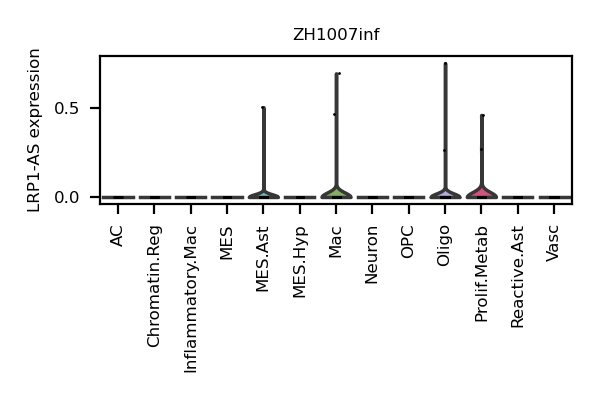 ZH1007inf
LRP1-AS expression
0.5
0.0
AC
Chromatin.Reg
Inflammatory.Mac
MES
MES.Ast
MES.Hyp
Mac
Neuron
OPC
Oligo
Prolif.Metab
Reactive.Ast
Vasc